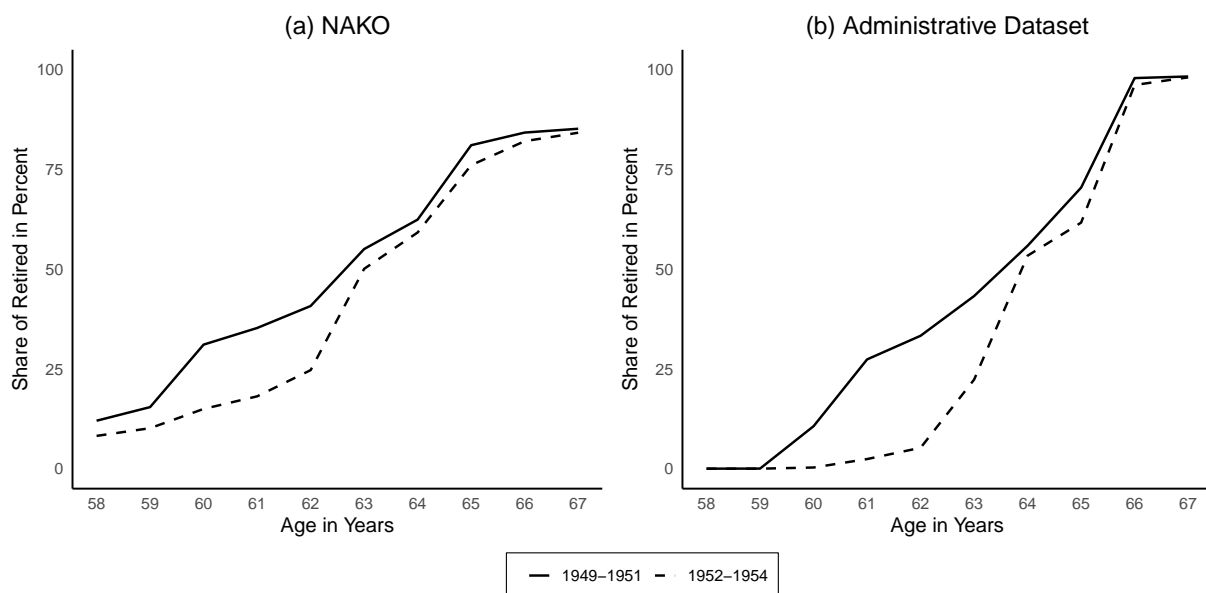 (a) NAKO
Share of Retired in Percent
100
75
50
25
0
58 59 60 61 62 63 64 65 66 67
Age in Years
(b) Administrative Dataset
Share of Retired in Percent
100
75
50
25
0
58 59 60 61 62 63 64 65 66 67
Age in Years
1949−1951 1952−1954